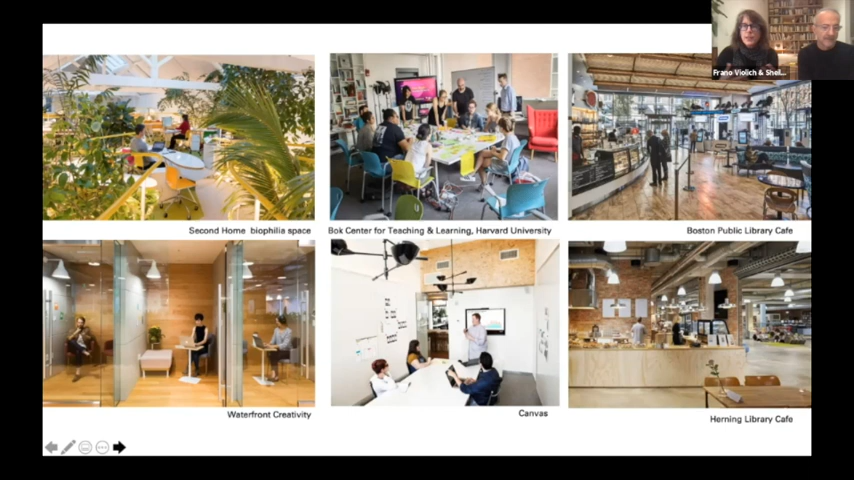 Frano Violich & Shei...
Second Home biophilia space
Bok Center for Teaching & Learning, Harvard University
Boston Public Library Cafe
Waterfront Creativity
Canvas
Herning Library Cafe